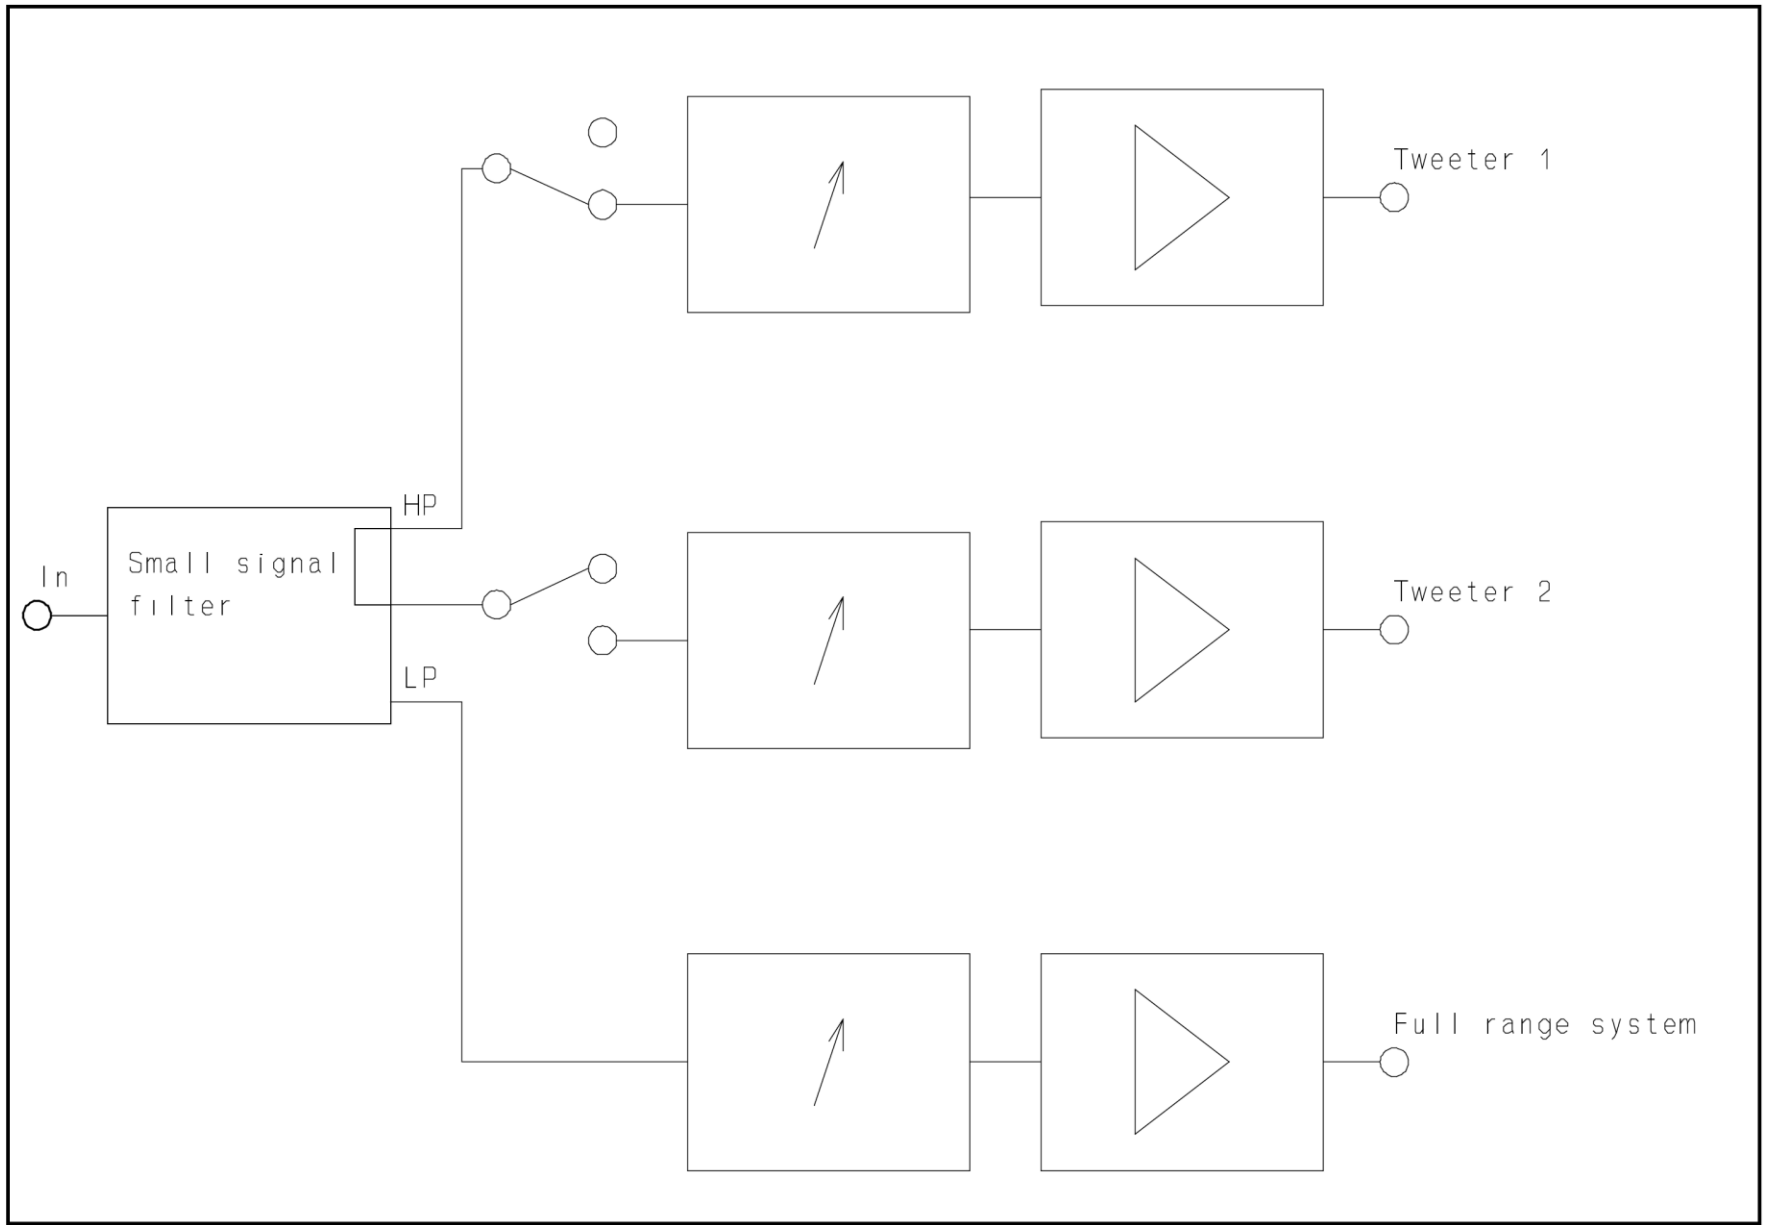 Tweeter 1
HP
In
Small signal
filter
Tweeter 2
LP
Full range system